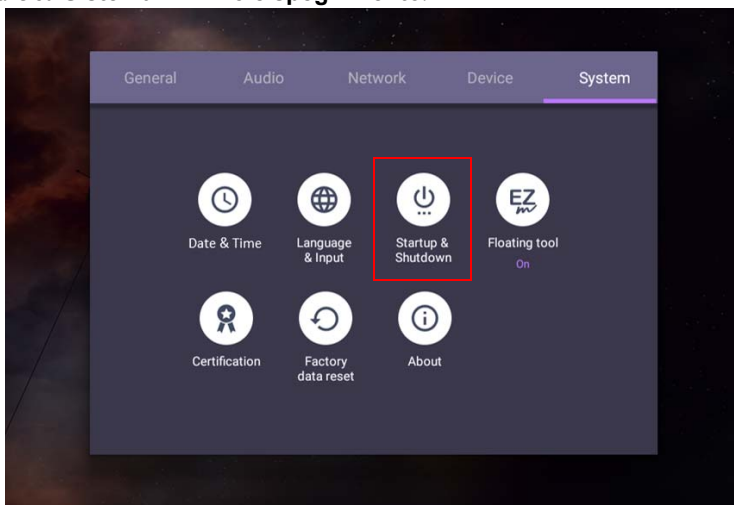 General Audio Network Device System
Date & Time
Language
& Input
Startup &
Shutdown
EZ
Floating tool
On
Certification
Factory
data reset
About